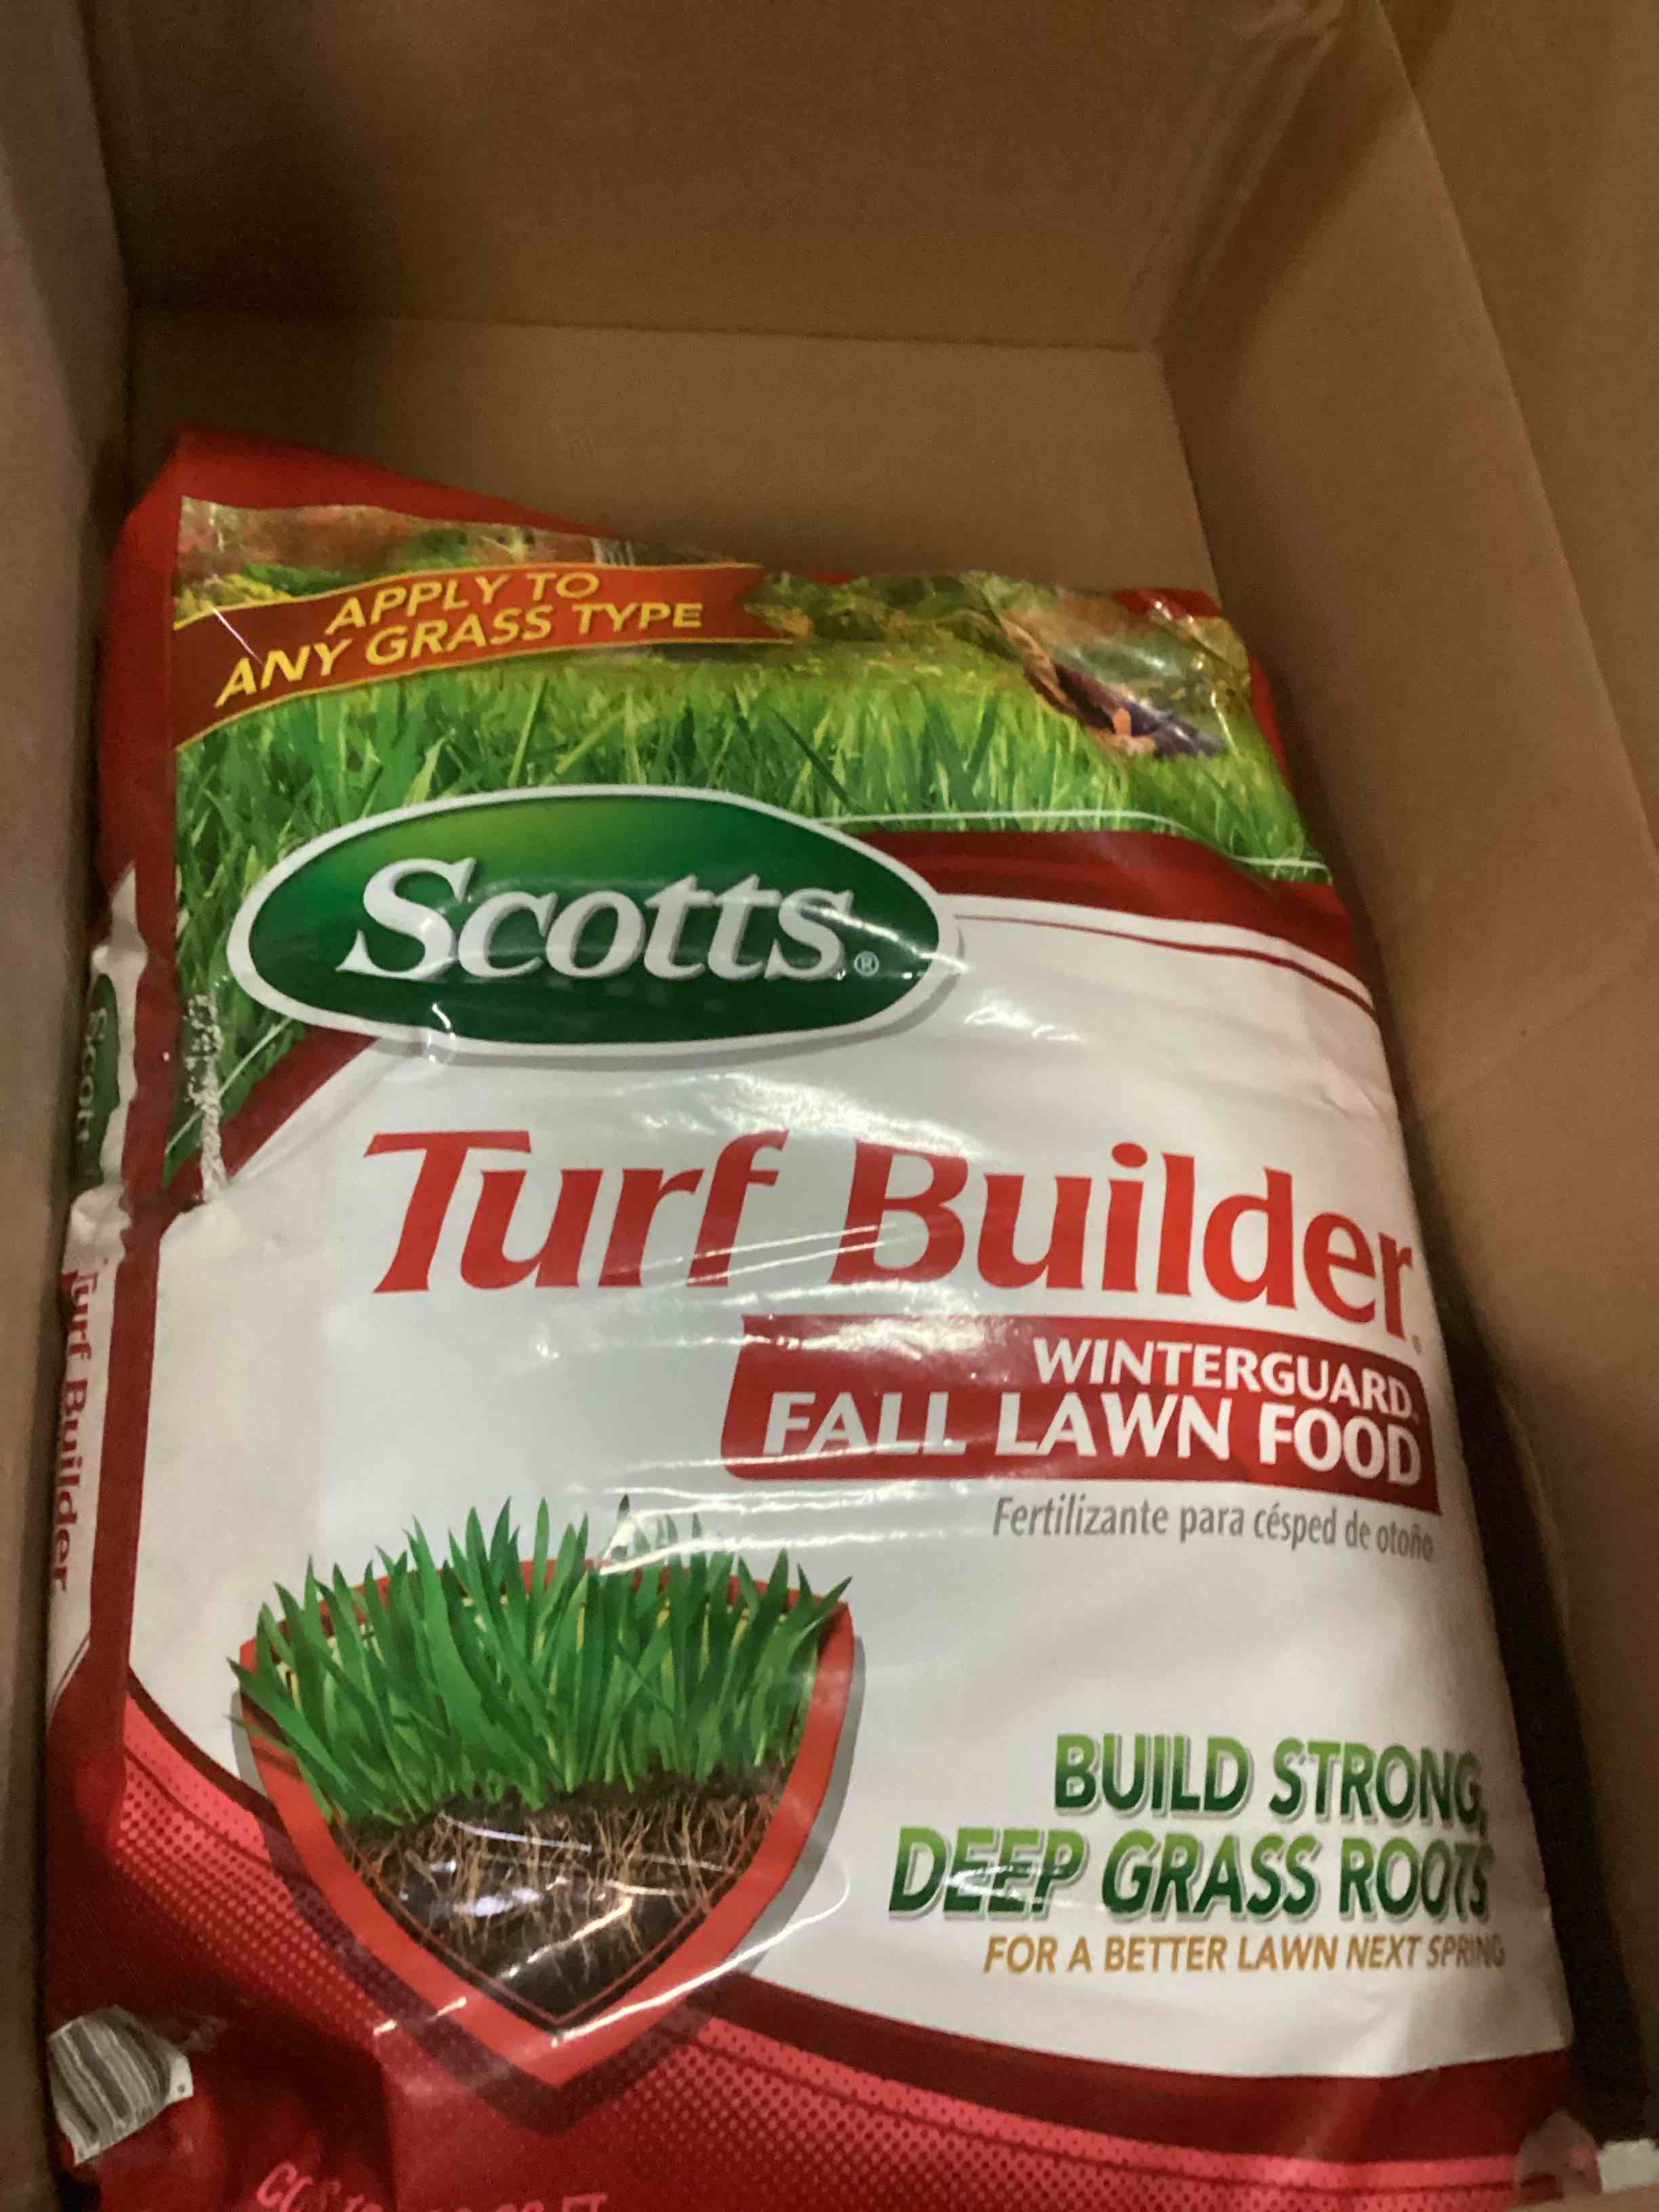 APPLY TO
ANY GRASS TYPE
Scotts®
Turf Builder
WINTERGUARD
FALL LAWN FOOD
Fertilizante para césped de otoño
BUILD STRONG,
DEEP GRASS ROOTS
FOR A BETTER LAWN NEXT SPRING
Scotts
Turf Builder